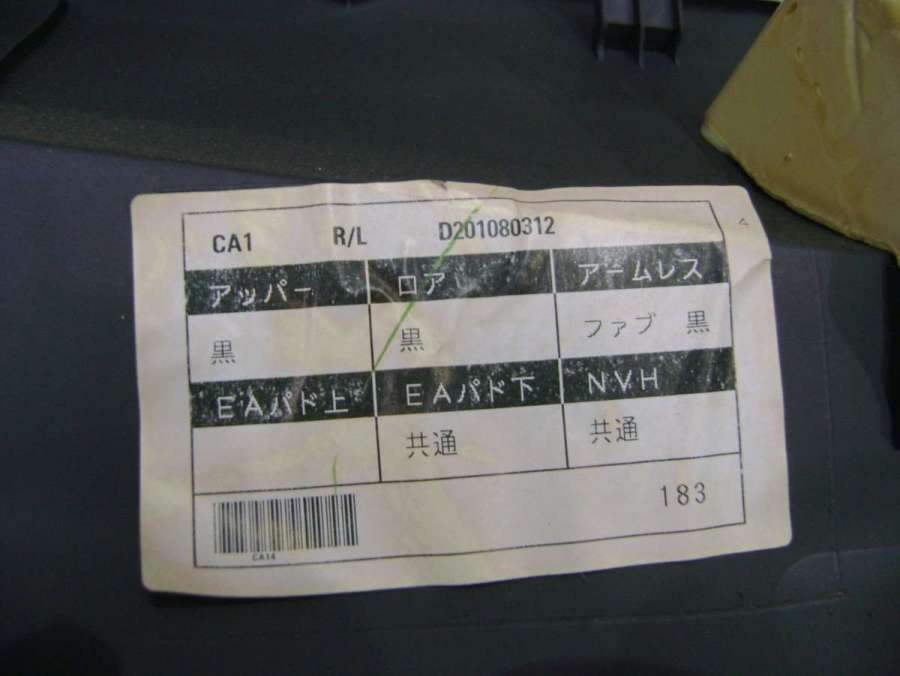 CA1 R/L D201080312
アッパー ロア アームレス
黒 黒 ファブ 黒
EAパド上 EAパド下 NVH
共通 共通
183
CA14